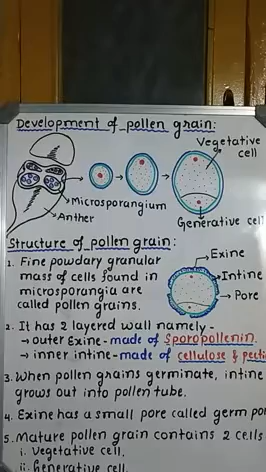 Development of pollen grain:
Vegetative
cell
Microsporangium
Anther
Generative cell
Structure of pollen grain:
Exine
Intine
Pore
1. Fine powdary granular
mass of cells found in
microsporangia are
called pollen grains.
2. It has 2 layered wall namely-
→ outer Exine-made of Sporopollenin.
→ inner intine-made of cellulose & pecti
3. When pollen grains germinate, intine
grows out into pollen tube.
4. Exine has a small pore called germ por
5. Mature pollen grain contains 2 cells
i. Vegetative cell.
ii. Generative cell.